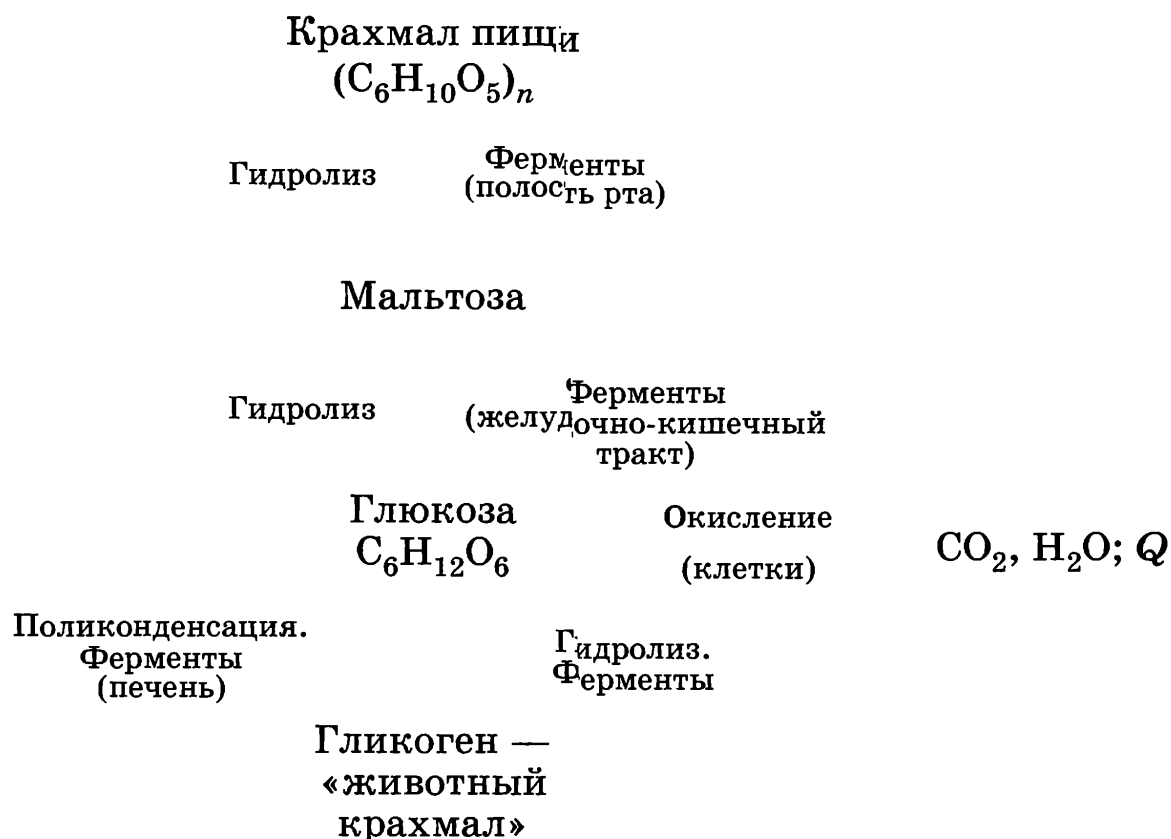 Крахмал пищи
(C₆H₁₀O₅)ₙ
Гидролиз
Ферменты
(полость рта)
Мальтоза
Гидролиз
Ферменты
(желудочно-кишечный
тракт)
Глюкоза
C₆H₁₂O₆
Окисление
(клетки)
CO₂, H₂O; Q
Поликонденсация.
Ферменты
(печень)
Гидролиз.
Ферменты
Гликоген —
«животный
крахмал»